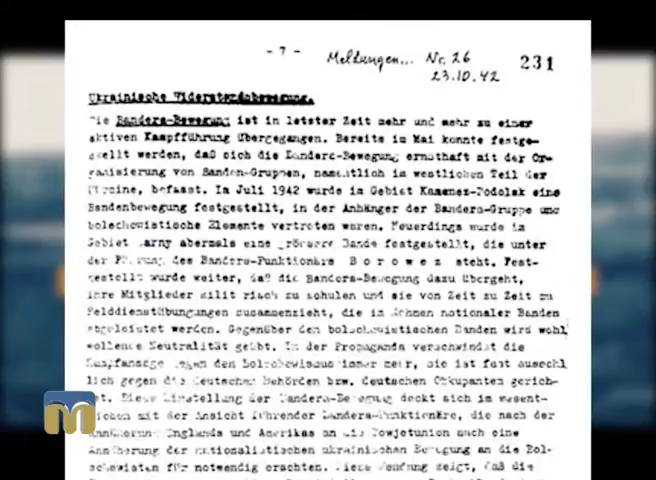 - 7 -
Meldungen... Nr. 26
23.10.42
231
Ukrainische Widerstandsbewegung.
Die Bandera-Bewegung ist in letzter Zeit mehr und mehr zu einer
aktiven Kampfführung übergegangen. Bereits im Mai konnte festge-
stellt werden, daß sich die Bandera-Bewegung ernsthaft mit der Or-
ganisierung von Banden-Gruppen, namentlich im westlichen Teil der
Ukraine, befasst. Im Juli 1942 wurde im Gebiet Kamenez-Podolsk eine
Bandenbewegung festgestellt, in der Anhänger der Bandera-Gruppe und
bolschewistische Elemente vertreten waren. Neuerdings wurde im
Gebiet Sarny abermals eine grössere Bande festgestellt, die unter
der Führung des Bandera-Funktionärs B o r o w e z steht. Fest-
gestellt wurde weiter, daß die Bandera-Bewegung dazu übergeht,
ihre Mitglieder militärisch zu schulen und sie von Zeit zu Zeit zu
Felddienstübungen zusammenzieht, die im Rahmen nationaler Banden
abgeleistet werden. Gegenüber den bolschewistischen Banden wird wohl
wollende Neutralität geübt. In der Propaganda verschwindet die
Kampfansage gegen den Bolschewismus immer mehr, sie ist fast ausschl
lich gegen die deutschen Behörden bzw. deutschen Okkupanten gerich-
tet. Diese Einstellung der Bandera-Bewegung deckt sich im wesent-
lichen mit der Ansicht führender Bandera-Funktionäre, die nach der
Annäherung Englands und Amerikas an die Sowjetunion auch eine
Annäherung der nationalistischen ukrainischen Bewegung an die Bol-
schewisten für notwendig erachten. Diese Wendung zeigt, daß die